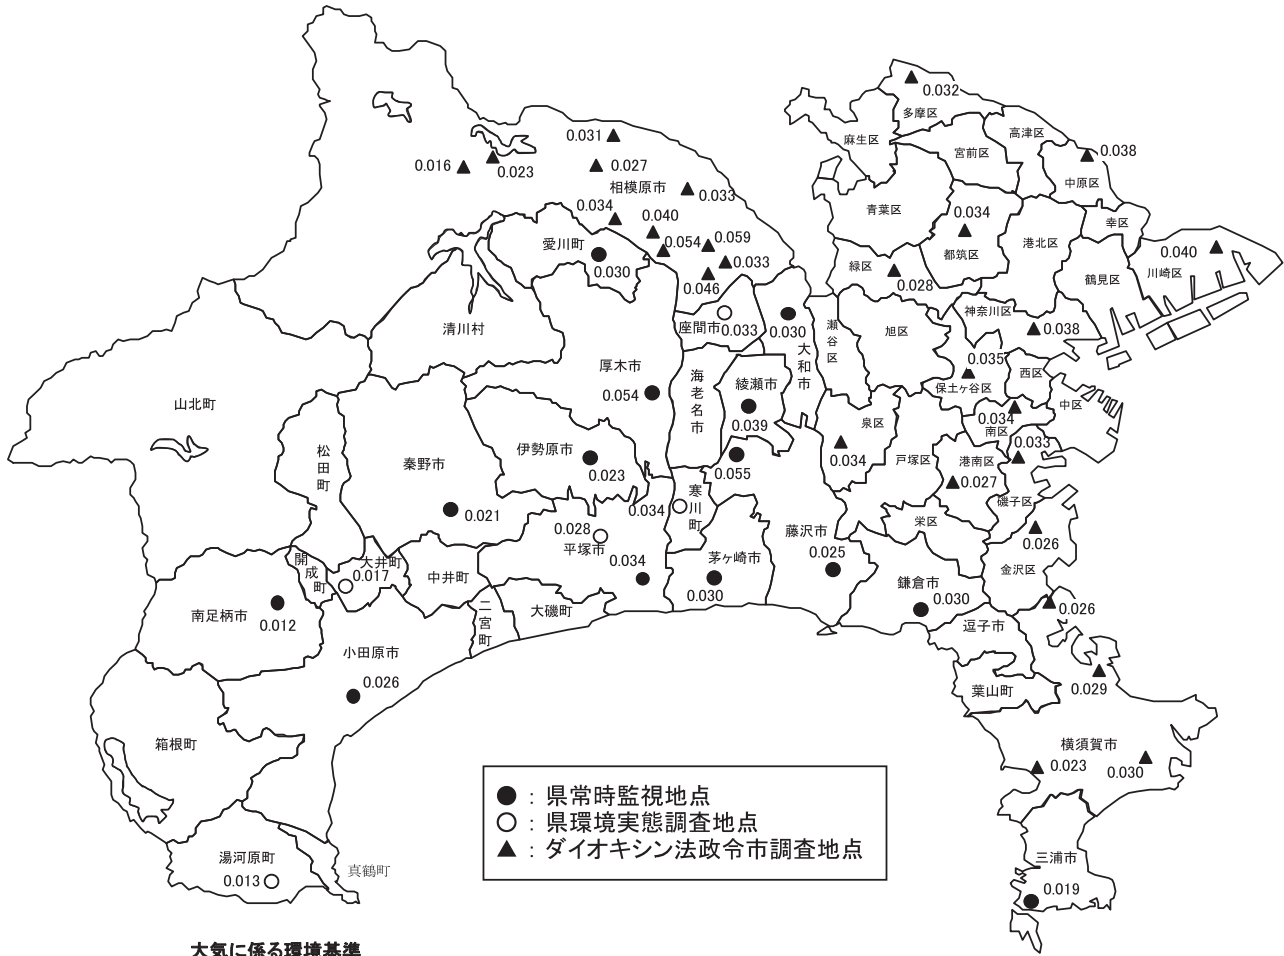 0.032
多摩区
高津区
麻生区
宮前区
0.038
中原区
0.031
0.016
0.023
0.027
相模原市
0.033
0.034
0.040
0.054
0.059
0.033
0.046
青葉区
0.034
都筑区
港北区
幸区
0.040
川崎区
鶴見区
緑区
0.028
愛川町
0.030
清川村
座間市
0.033
0.030
大和市
瀬谷区
旭区
神奈川区
0.038
0.035
保土ヶ谷区
西区
中区
0.034
南区
0.033
山北町
松田町
厚木市
0.054
海老名市
綾瀬市
0.039
泉区
0.034
戸塚区
港南区
0.027
磯子区
秦野市
0.021
伊勢原市
0.023
0.055
0.034
寒川町
藤沢市
0.025
栄区
0.026
金沢区
0.028
平塚市
0.034
茅ヶ崎市
0.030
鎌倉市
0.030
0.026
開成町
大井町
0.017
中井町
二宮町
大磯町
南足柄市
0.012
小田原市
0.026
逗子市
葉山町
0.029
横須賀市
0.023
0.030
箱根町
湯河原町
0.013
真鶴町
三浦市
0.019
● : 県常時監視地点
○ : 県環境実態調査地点
▲ : ダイオキシン法政令市調査地点
大気に係る環境基準